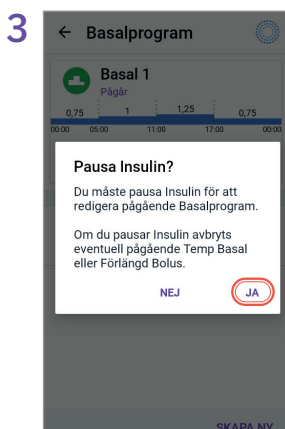 3
Basalprogram
Basal 1
Pågår
0,75 1 1,25 0,75
00:00 05:00 11:00 17:00 00:00
Pausa Insulin?
Du måste pausa Insulin för att
redigera pågående Basalprogram.
Om du pausar Insulin avbryts
eventuell pågående Temp Basal
eller Förlängd Bolus.
NEJ JA
SKAPA NY